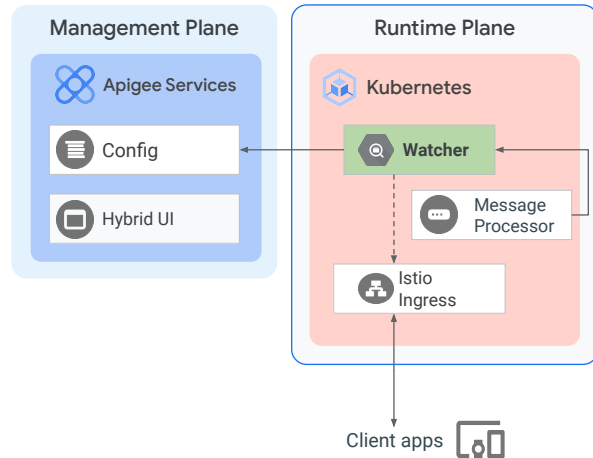 Management Plane
Apigee Services
Config
Hybrid UI
Runtime Plane
Kubernetes
Watcher
Message
Processor
Istio
Ingress
Client apps